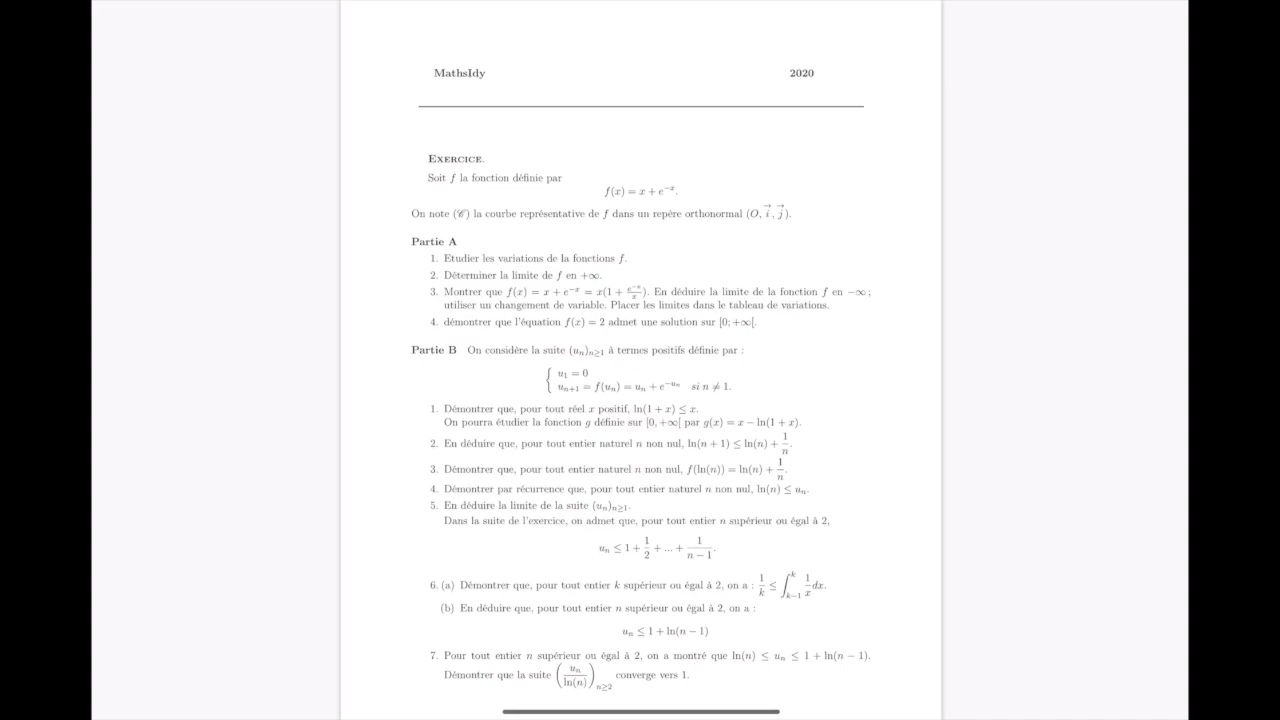 MathsIdy 2020
EXERCICE.
Soit f la fonction définie par
f(x) = x + e^{-x}.
On note (𝒞) la courbe représentative de f dans un repère orthonormal (O, \vec{i}, \vec{j}).
Partie A
1. Etudier les variations de la fonctions f.
2. Déterminer la limite de f en +∞.
3. Montrer que f(x) = x + e^{-x} = x(1 + \frac{e^{-x}}{x}). En déduire la limite de la fonction f en −∞ ;
utiliser un changement de variable. Placer les limites dans le tableau de variations.
4. démontrer que l'équation f(x) = 2 admet une solution sur [0; +∞[.
Partie B On considère la suite (u_n)_{n≥1} à termes positifs définie par :
{ u_1 = 0
u_{n+1} = f(u_n) = u_n + e^{-u_n} si n ≠ 1.
1. Démontrer que, pour tout réel x positif, ln(1 + x) ≤ x.
On pourra étudier la fonction g définie sur [0, +∞[ par g(x) = x − ln(1 + x).
2. En déduire que, pour tout entier naturel n non nul, ln(n + 1) ≤ ln(n) + \frac{1}{n}.
3. Démontrer que, pour tout entier naturel n non nul, f(ln(n)) = ln(n) + \frac{1}{n}.
4. Démontrer par récurrence que, pour tout entier naturel n non nul, ln(n) ≤ u_n.
5. En déduire la limite de la suite (u_n)_{n≥1}.
Dans la suite de l'exercice, on admet que, pour tout entier n supérieur ou égal à 2,
u_n ≤ 1 + \frac{1}{2} + ... + \frac{1}{n − 1}.
6. (a) Démontrer que, pour tout entier k supérieur ou égal à 2, on a : \frac{1}{k} ≤ \int_{k−1}^{k} \frac{1}{x} dx.
(b) En déduire que, pour tout entier n supérieur ou égal à 2, on a :
u_n ≤ 1 + ln(n − 1)
7. Pour tout entier n supérieur ou égal à 2, on a montré que ln(n) ≤ u_n ≤ 1 + ln(n − 1).
Démontrer que la suite (\frac{u_n}{ln(n)})_{n≥2} converge vers 1.